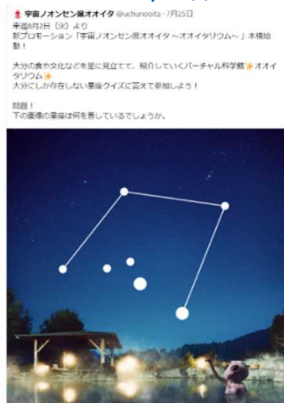 宇宙ノオンセン県オオイタ @uchunooita · 7月25日
来週8月2日（火）より
新プロモーション「宇宙ノオンセン県オオイタ ～オオイタリウム～ 」本格始
動！
大分の食や文化などを星に見立てて、紹介していくバーチャル科学館✨オオイ
タリウム✨
大分にしか存在しない星座クイズに答えて参加しよう！
問題！
下の画像の星座は何を表しているでしょうか。